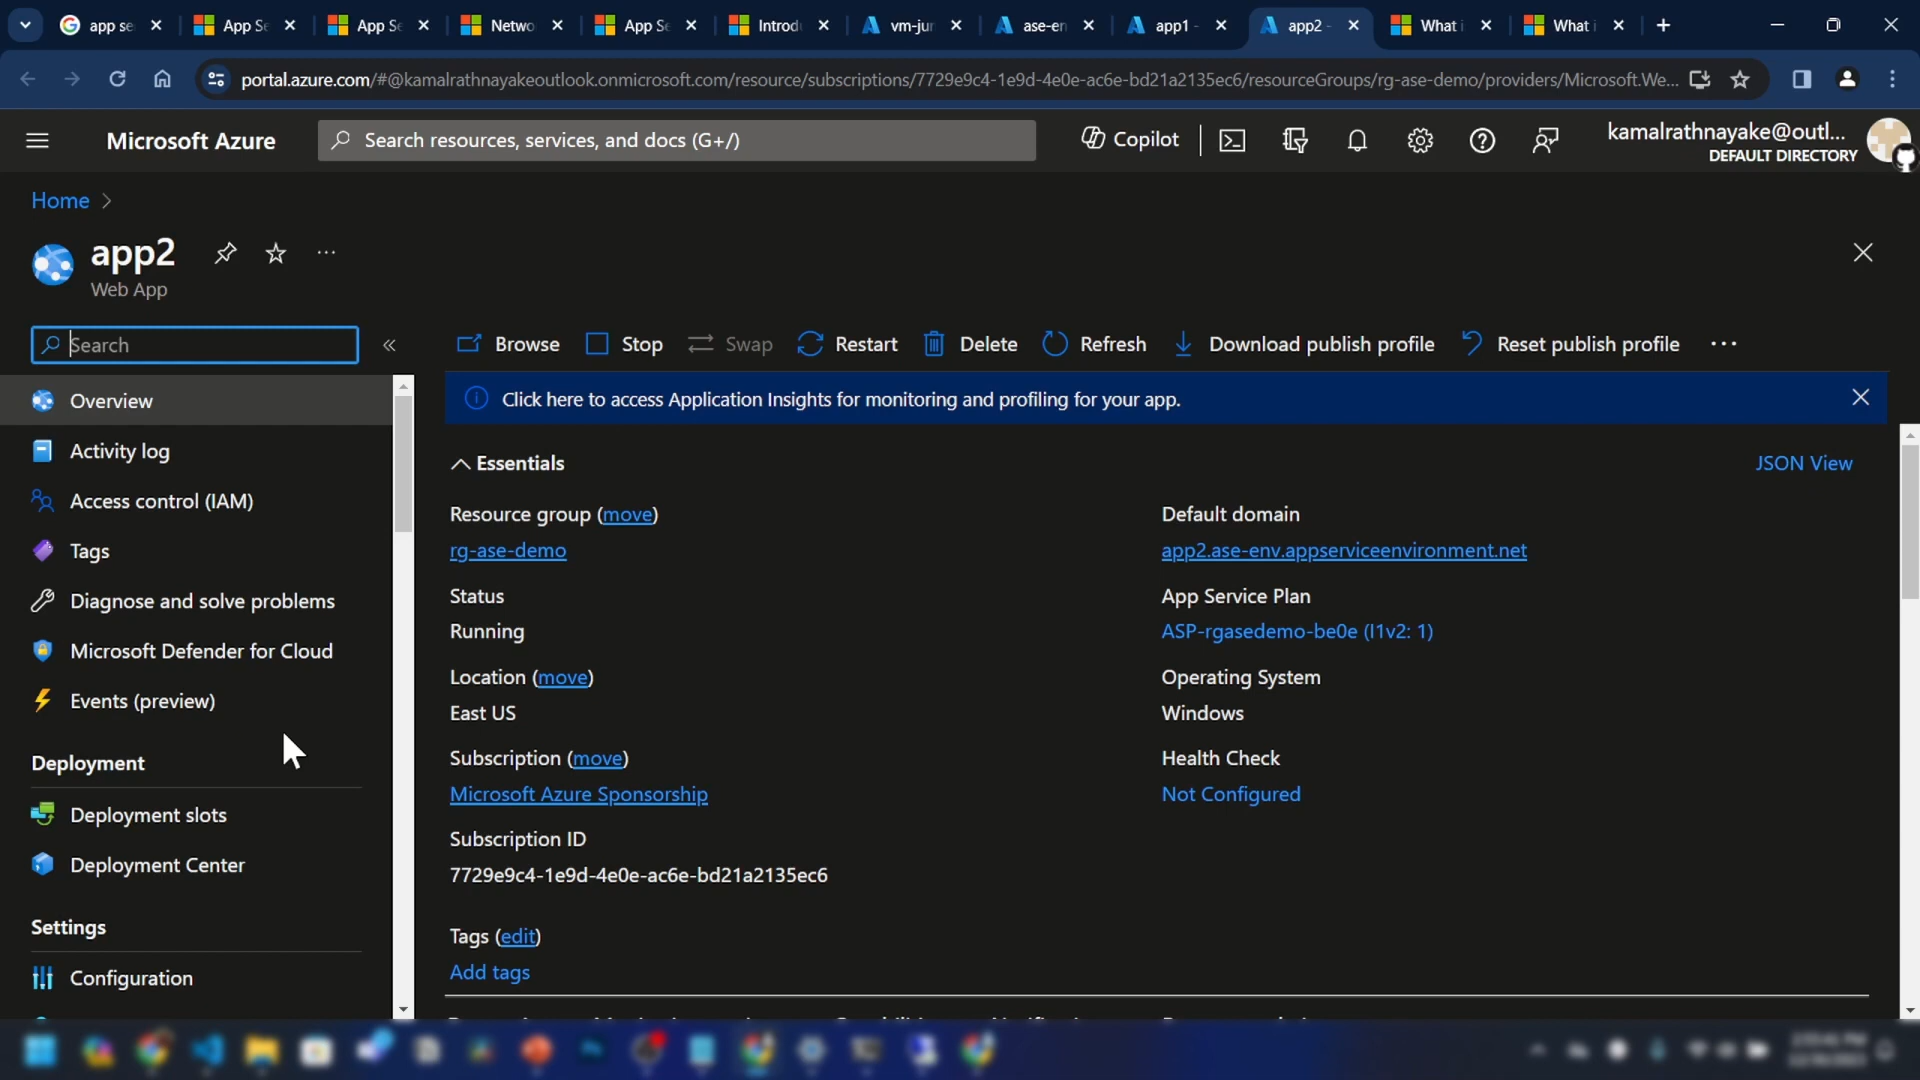 app se
App Se
App Se
Netwo
App Se
Introd
vm-jur
ase-en
app1 -
app2 -
What i
What i
portal.azure.com/#@kamalrathnayakeoutlook.onmicrosoft.com/resource/subscriptions/7729e9c4-1e9d-4e0e-ac6e-bd21a2135ec6/resourceGroups/rg-ase-demo/providers/Microsoft.We...
Microsoft Azure
Search resources, services, and docs (G+/)
Copilot
kamalrathnayake@outl...
DEFAULT DIRECTORY
Home
app2
Web App
Search
Browse
Stop
Swap
Restart
Delete
Refresh
Download publish profile
Reset publish profile
Overview
Activity log
Access control (IAM)
Tags
Diagnose and solve problems
Microsoft Defender for Cloud
Events (preview)
Deployment
Deployment slots
Deployment Center
Settings
Configuration
Click here to access Application Insights for monitoring and profiling for your app.
Essentials
JSON View
Resource group (move)
rg-ase-demo
Status
Running
Location (move)
East US
Subscription (move)
Microsoft Azure Sponsorship
Subscription ID
7729e9c4-1e9d-4e0e-ac6e-bd21a2135ec6
Default domain
app2.ase-env.appserviceenvironment.net
App Service Plan
ASP-rgasedemo-be0e (I1v2: 1)
Operating System
Windows
Health Check
Not Configured
Tags (edit)
Add tags